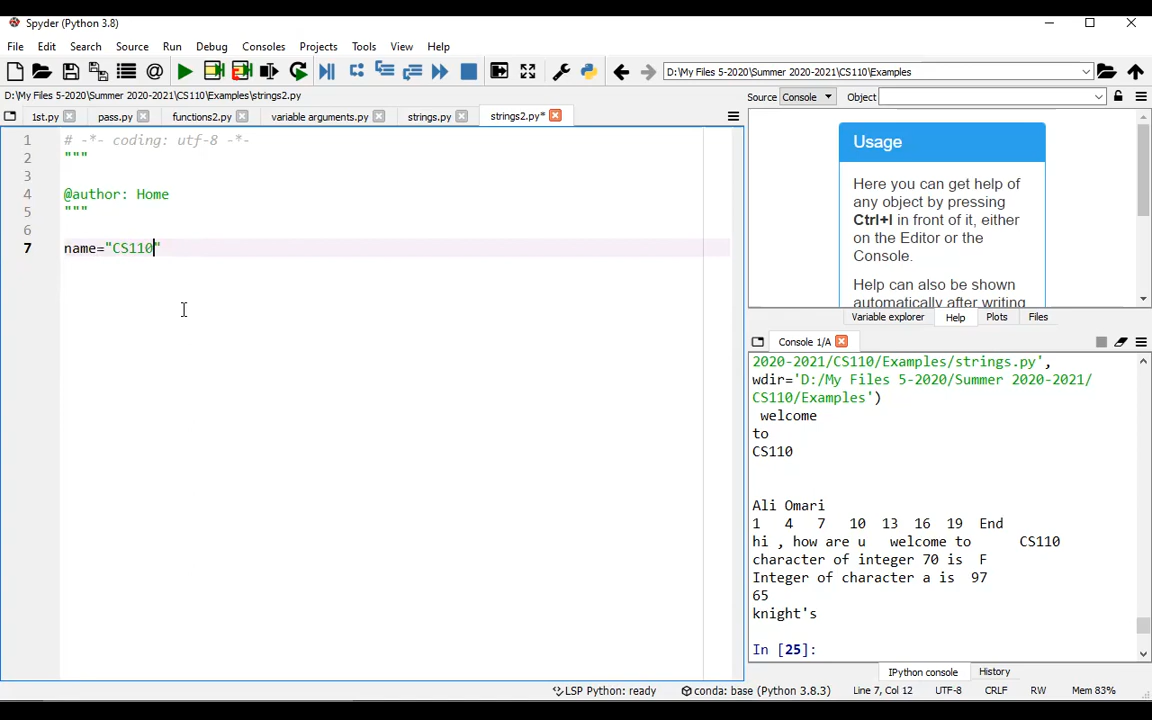 Spyder (Python 3.8)
File Edit Search Source Run Debug Consoles Projects Tools View Help
D:\My Files 5-2020\Summer 2020-2021\CS110\Examples
D:\My Files 5-2020\Summer 2020-2021\CS110\Examples\strings2.py
Source Console Object
1st.py pass.py functions2.py variable arguments.py strings.py strings2.py*
1 # -*- coding: utf-8 -*-
2 """
3
4 @author: Home
5 """
6
7 name="CS110"
Usage
Here you can get help of
any object by pressing
Ctrl+I in front of it, either
on the Editor or the
Console.
Help can also be shown
automatically after writing
Variable explorer Help Plots Files
Console 1/A
2020-2021/CS110/Examples/strings.py',
wdir='D:/My Files 5-2020/Summer 2020-2021/
CS110/Examples')
welcome
to
CS110
Ali Omari
1 4 7 10 13 16 19 End
hi , how are u welcome to CS110
character of integer 70 is F
Integer of character a is 97
65
knight's
In [25]:
IPython console History
LSP Python: ready conda: base (Python 3.8.3) Line 7, Col 12 UTF-8 CRLF RW Mem 83%